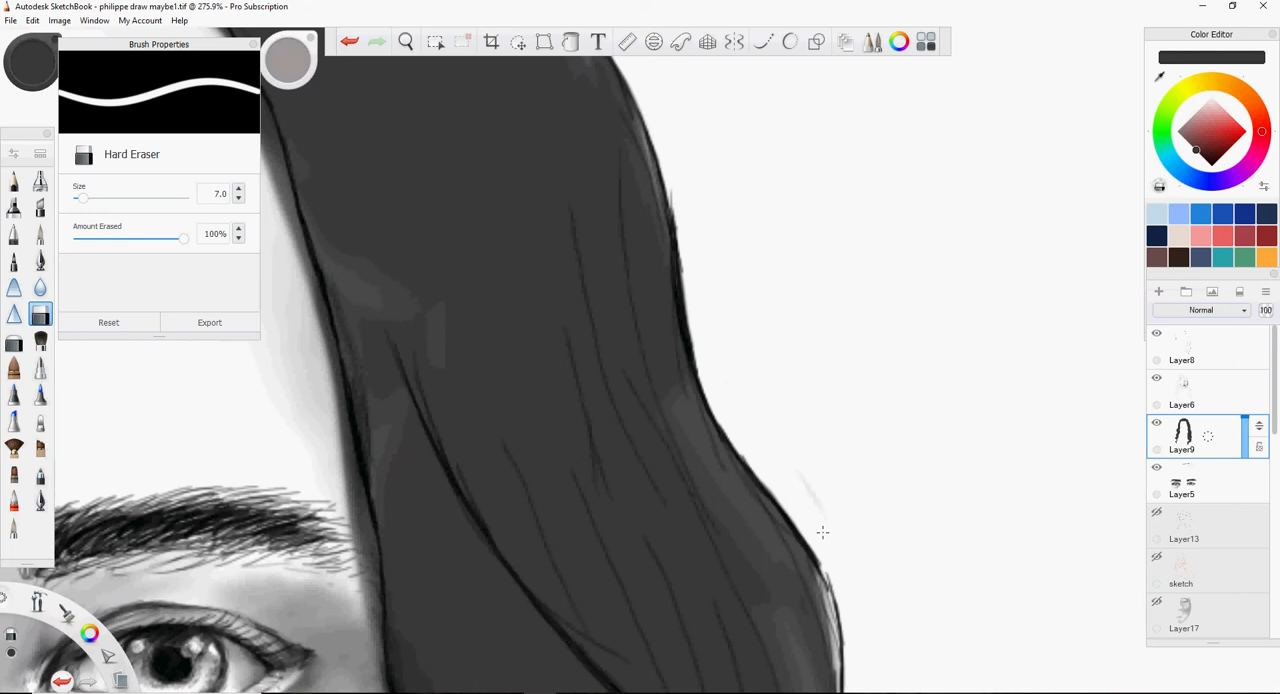 Autodesk SketchBook - philippe draw maybe1.tif @ 275.9% - Pro Subscription
File Edit Image Window My Account Help
Brush Properties
Hard Eraser
Size
7.0
Amount Erased
100%
Reset Export
Color Editor
Normal 100
Layer8
Layer6
Layer9
Layer5
Layer13
sketch
Layer17